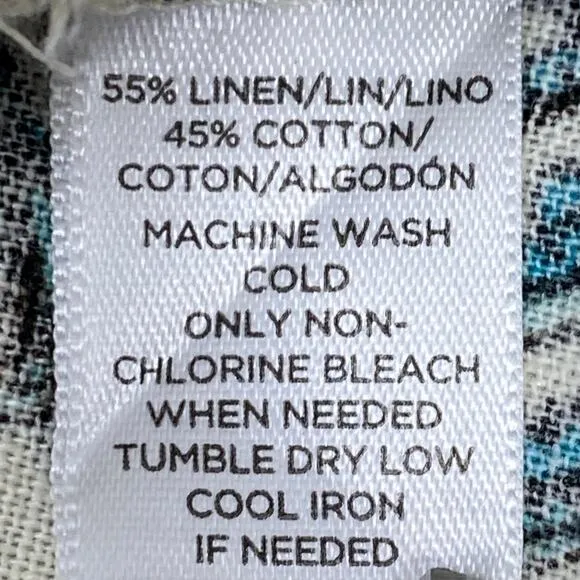 55% LINEN/LIN/LINO
45% COTTON/
COTON/ALGODÓN
MACHINE WASH
COLD
ONLY NON-
CHLORINE BLEACH
WHEN NEEDED
TUMBLE DRY LOW
COOL IRON
IF NEEDED